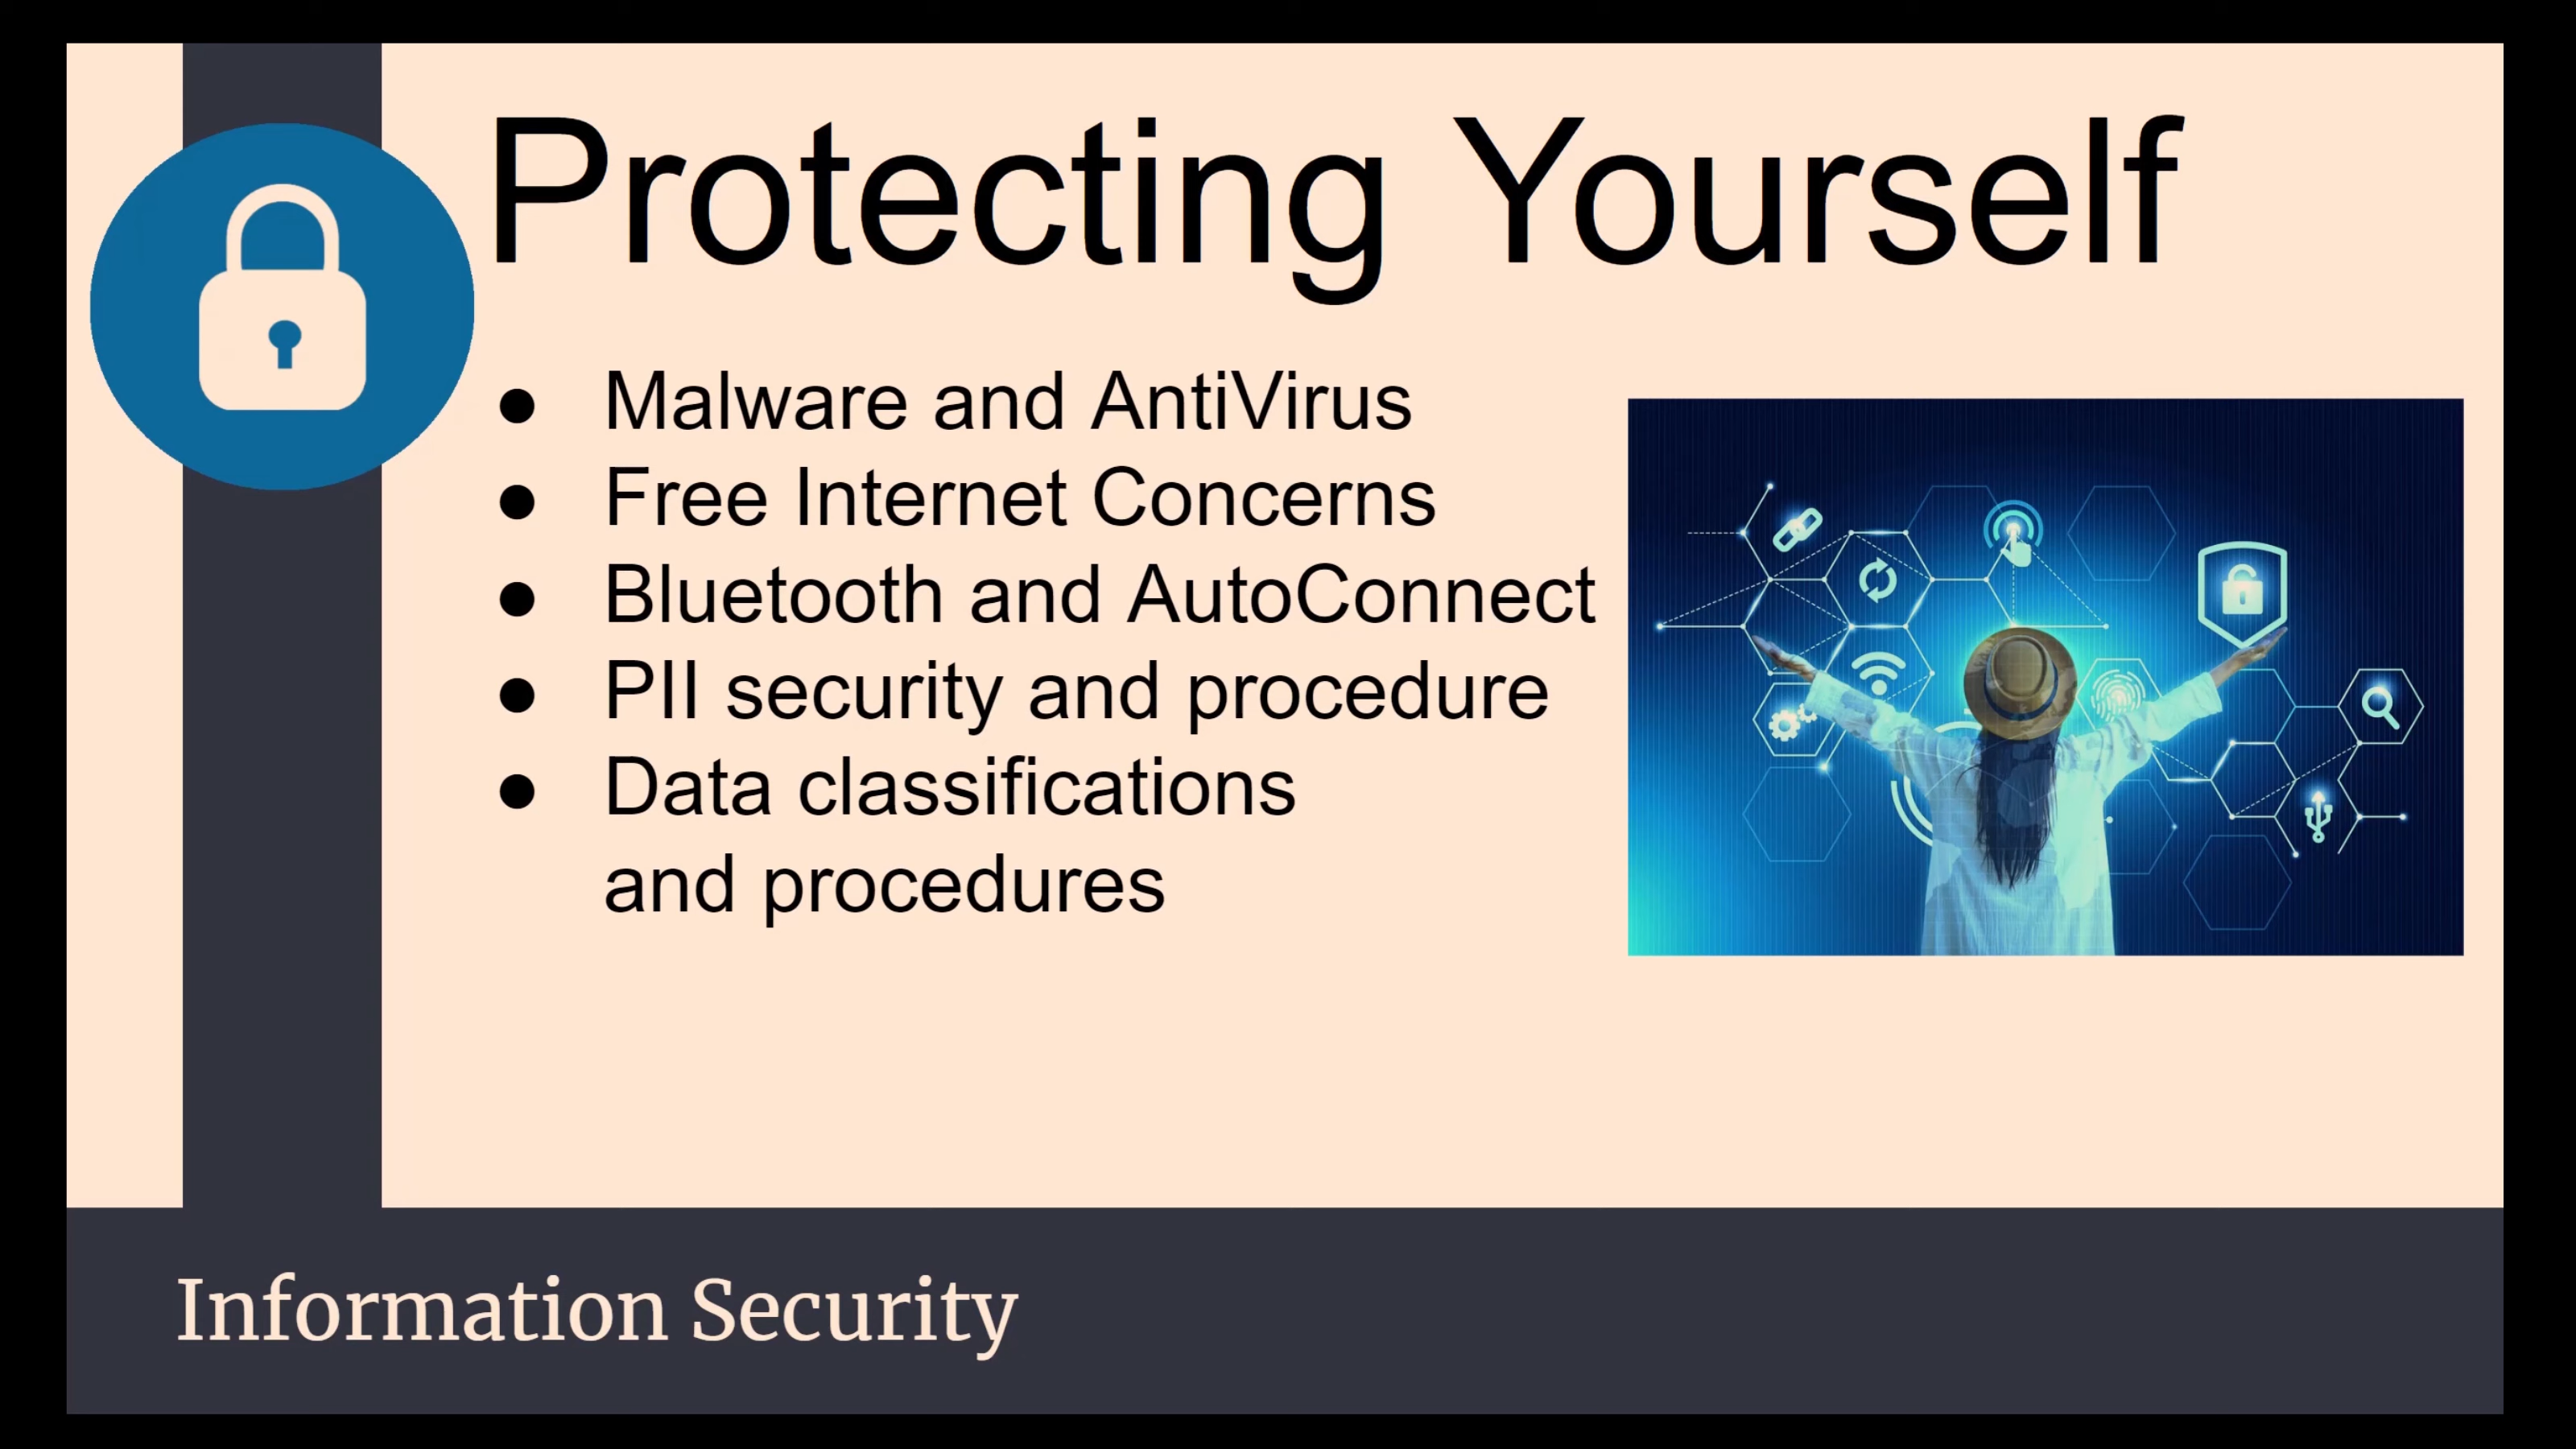 Protecting Yourself
● Malware and AntiVirus
● Free Internet Concerns
● Bluetooth and AutoConnect
● PII security and procedure
● Data classifications
and procedures
Information Security